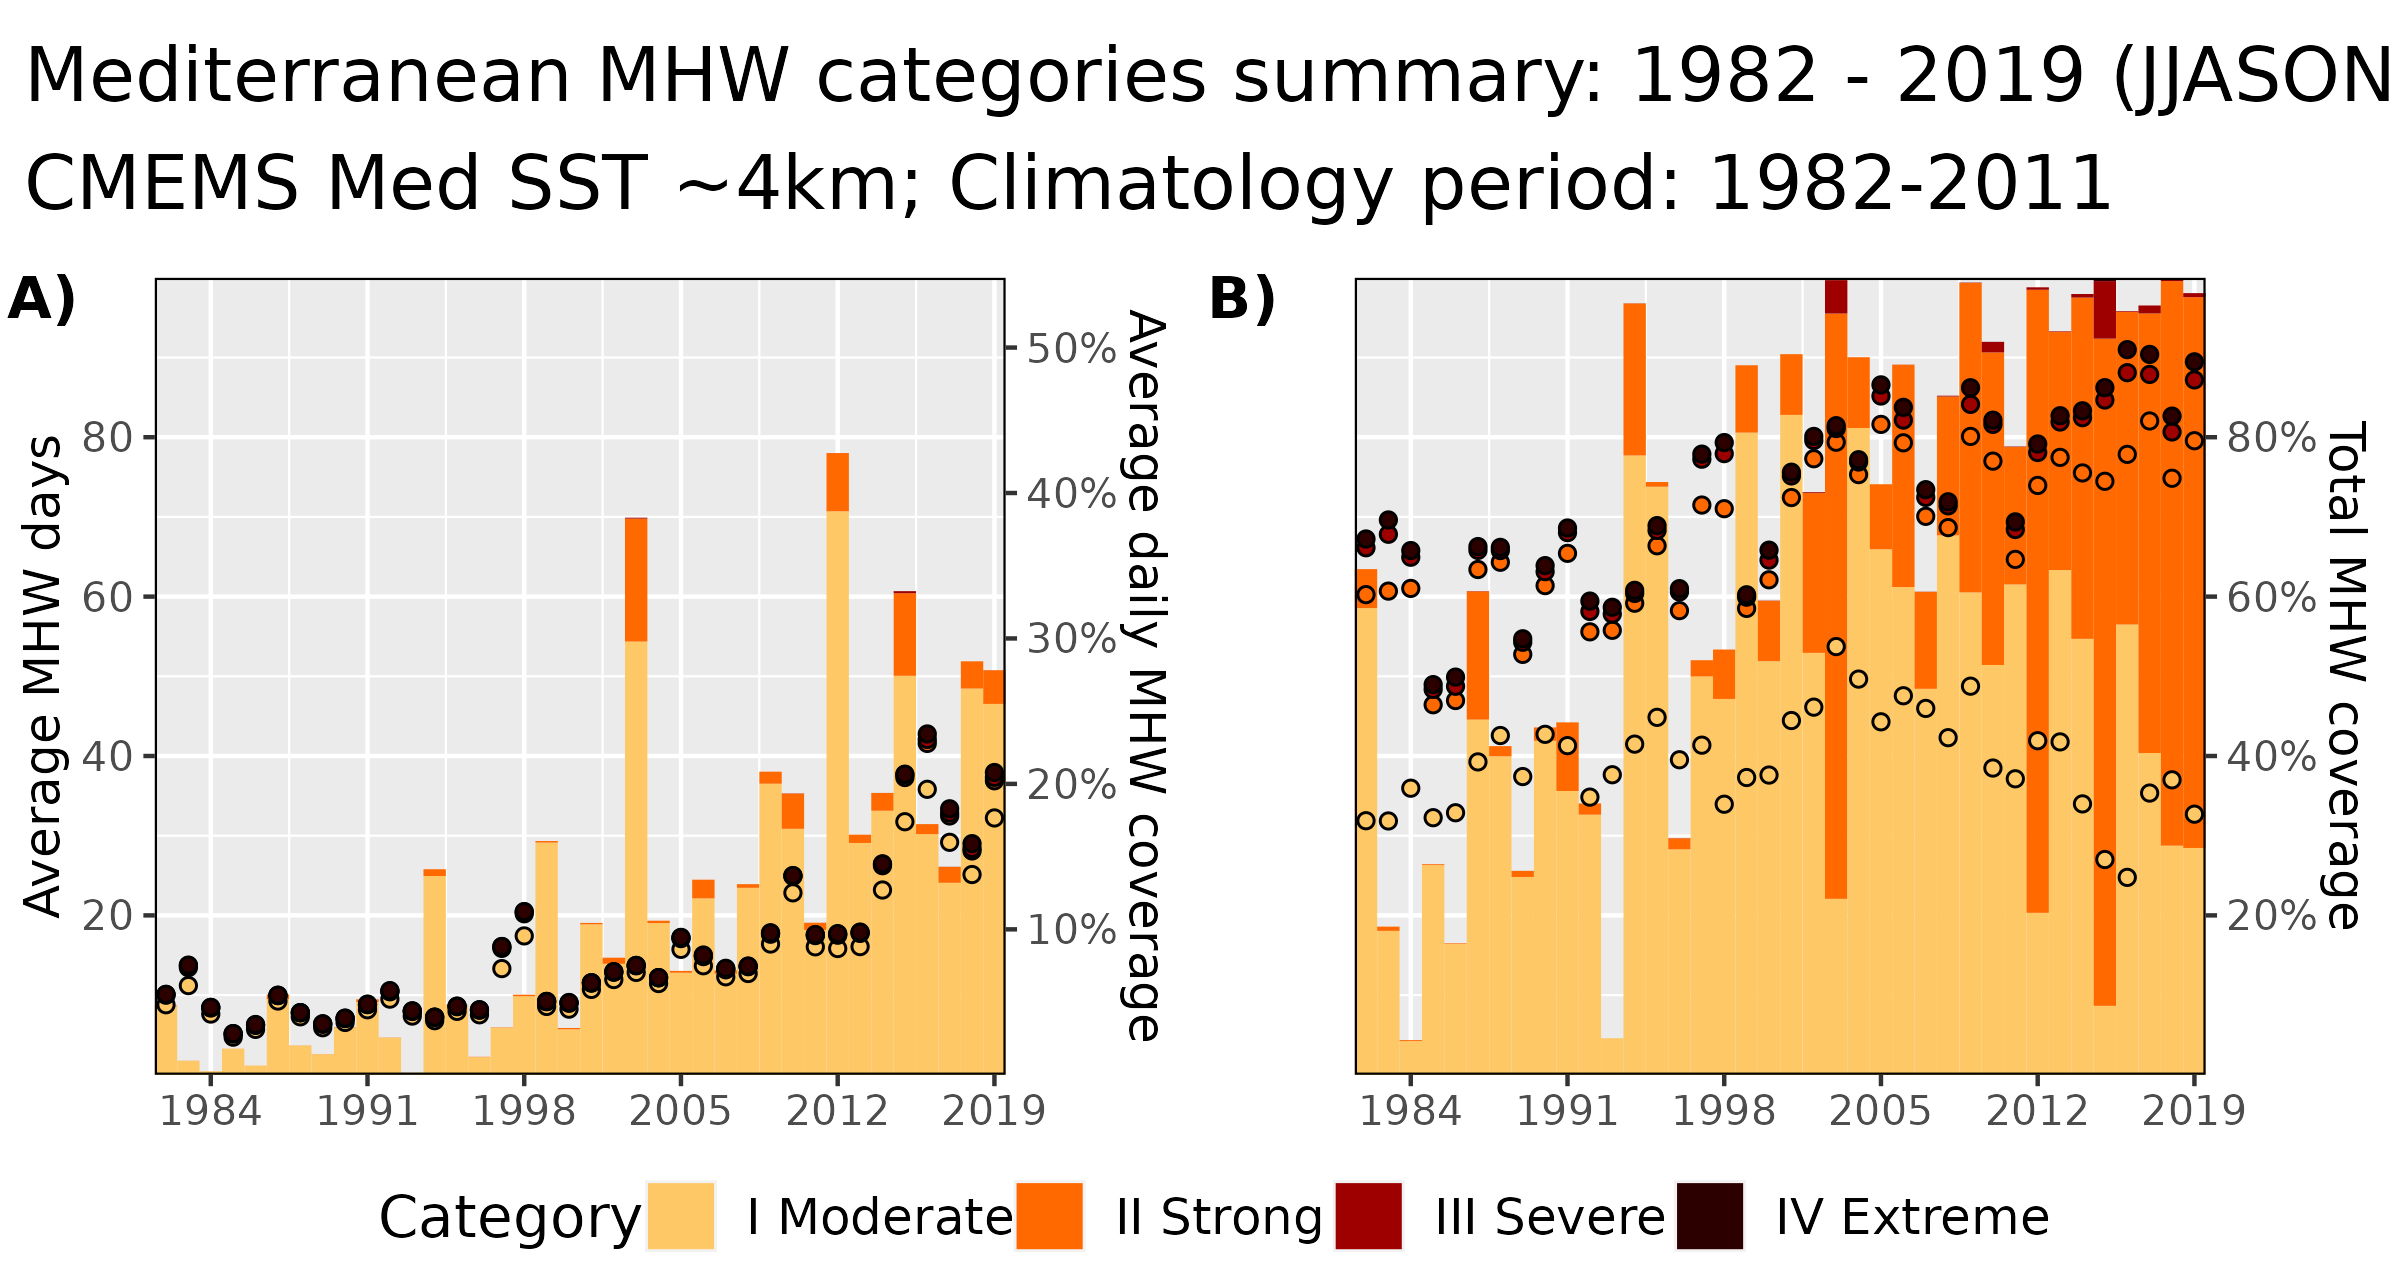 Mediterranean MHW categories summary: 1982 - 2019 (JJASON
CMEMS Med SST ~4km; Climatology period: 1982-2011
A)
Average MHW days
80
60
40
20
50%
40%
30%
20%
10%
Average daily MHW coverage
1984 1991 1998 2005 2012 2019
B)
80%
60%
40%
20%
Total MHW coverage
1984 1991 1998 2005 2012 2019
Category I Moderate II Strong III Severe IV Extreme